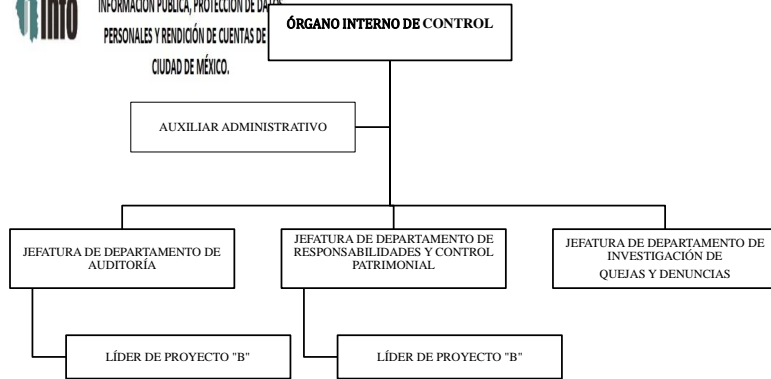 info
INFORMACIÓN PÚBLICA, PROTECCIÓN DE DATOS
PERSONALES Y RENDICIÓN DE CUENTAS DE
CIUDAD DE MÉXICO.
ÓRGANO INTERNO DE CONTROL
AUXILIAR ADMINISTRATIVO
JEFATURA DE DEPARTAMENTO DE
AUDITORÍA
JEFATURA DE DEPARTAMENTO DE
RESPONSABILIDADES Y CONTROL
PATRIMONIAL
JEFATURA DE DEPARTAMENTO DE
INVESTIGACIÓN DE
QUEJAS Y DENUNCIAS
LÍDER DE PROYECTO "B"
LÍDER DE PROYECTO "B"